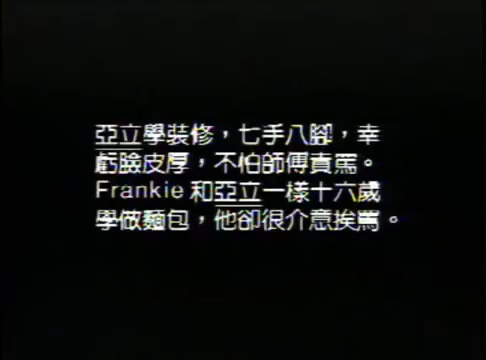 亞立學裝修，七手八腳，幸
虧臉皮厚，不怕師傅責罵。
Frankie 和亞立一樣十六歲
學做麵包，他卻很介意挨罵。